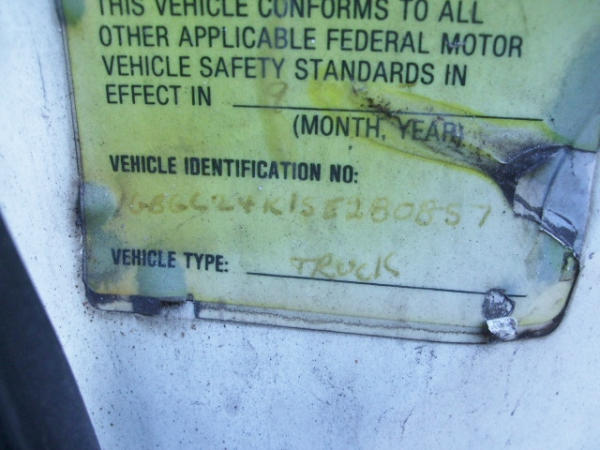 THIS VEHICLE CONFORMS TO ALL
OTHER APPLICABLE FEDERAL MOTOR
VEHICLE SAFETY STANDARDS IN
EFFECT IN
(MONTH, YEAR)
VEHICLE IDENTIFICATION NO:
1GBGC24K1SE280857
VEHICLE TYPE: TRUCK